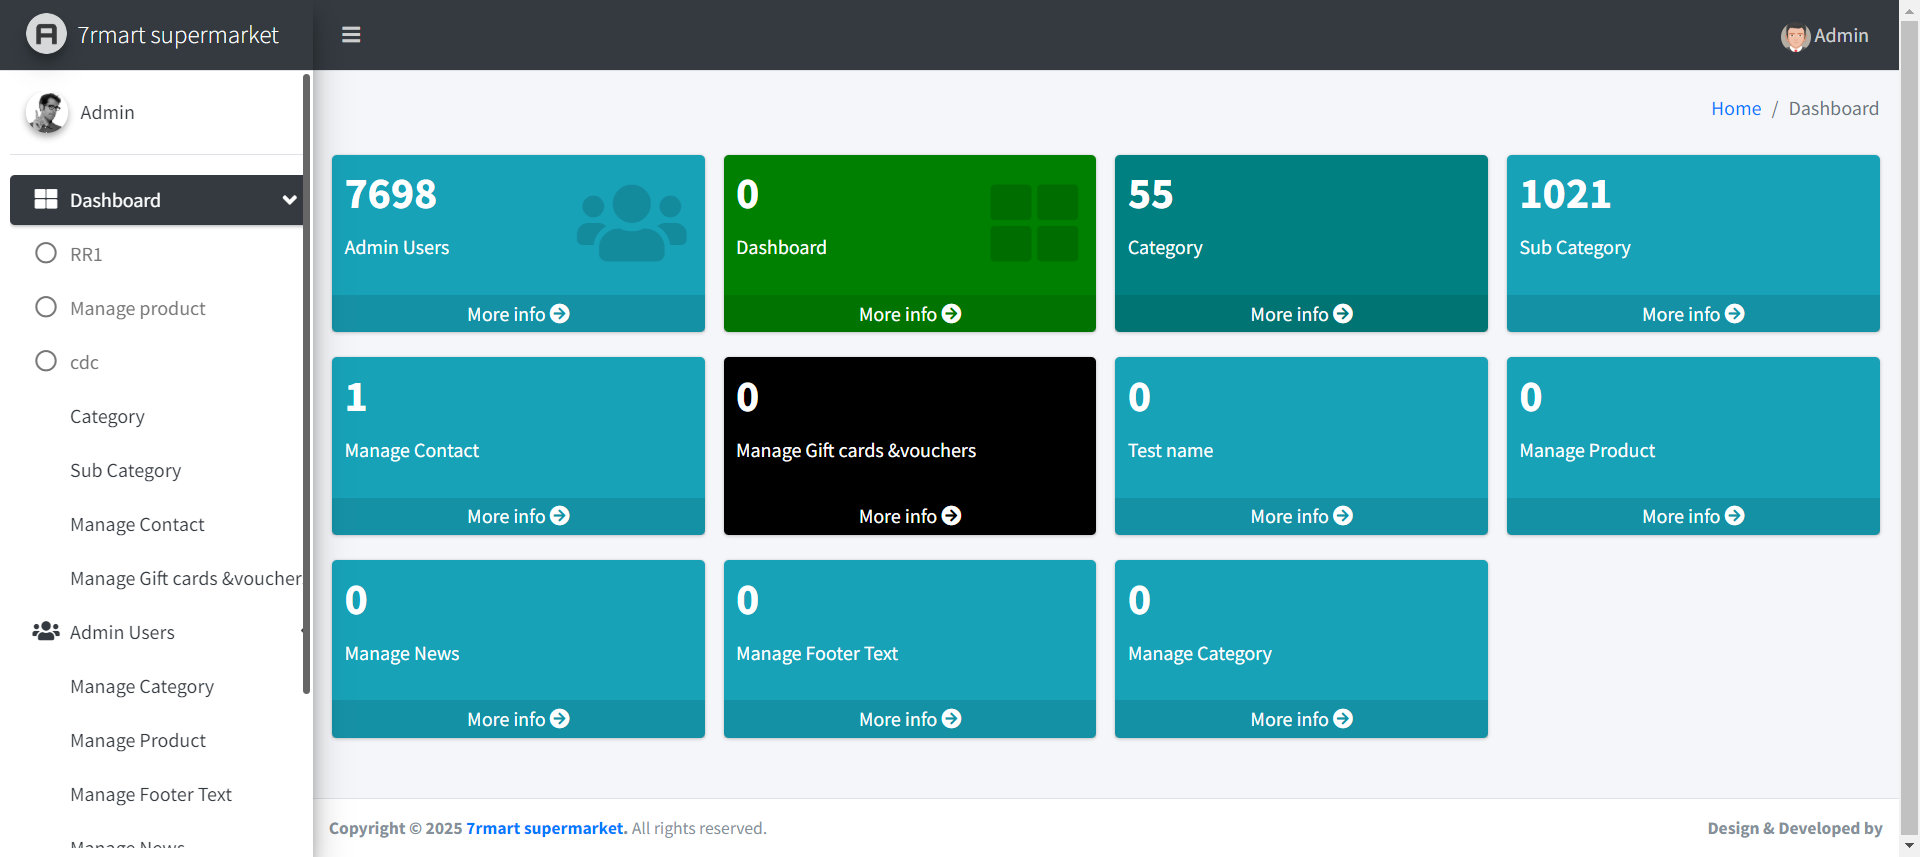 7rmart supermarket
Admin
Admin
Home / Dashboard
Dashboard
RR1
Manage product
cdc
Category
Sub Category
Manage Contact
Manage Gift cards &voucher
Admin Users
Manage Category
Manage Product
Manage Footer Text
Manage News
7698
Admin Users
More info
0
Dashboard
More info
55
Category
More info
1021
Sub Category
More info
1
Manage Contact
More info
0
Manage Gift cards &vouchers
More info
0
Test name
More info
0
Manage Product
More info
0
Manage News
More info
0
Manage Footer Text
More info
0
Manage Category
More info
Copyright © 2025 7rmart supermarket. All rights reserved.
Design & Developed by